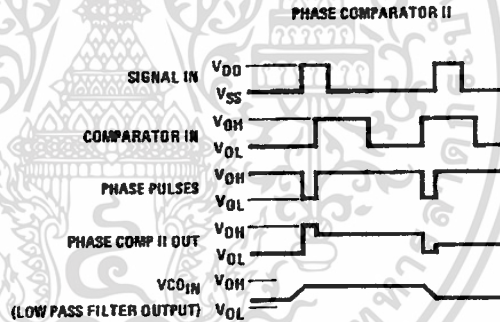 PHASE COMPARATOR II
SIGNAL IN VDD
VSS
COMPARATOR IN VOH
VOL
PHASE PULSES VOH
VOL
PHASE COMP II OUT VOH
VOL
VCOIN VOH
(LOW PASS FILTER OUTPUT) VOL